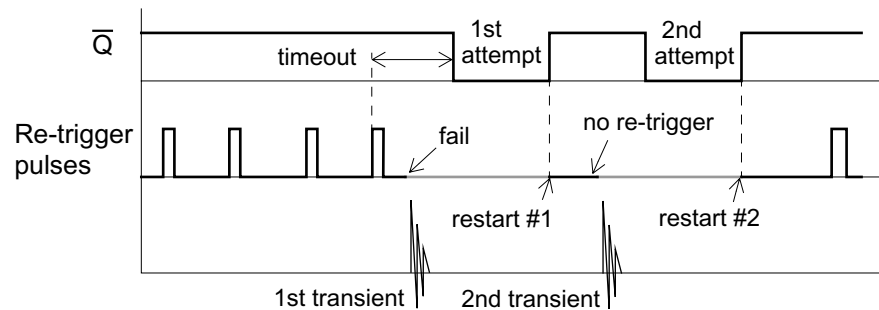 Q̅
timeout
1st
attempt
2nd
attempt
Re-trigger
pulses
fail
no re-trigger
restart #1
restart #2
1st transient
2nd transient